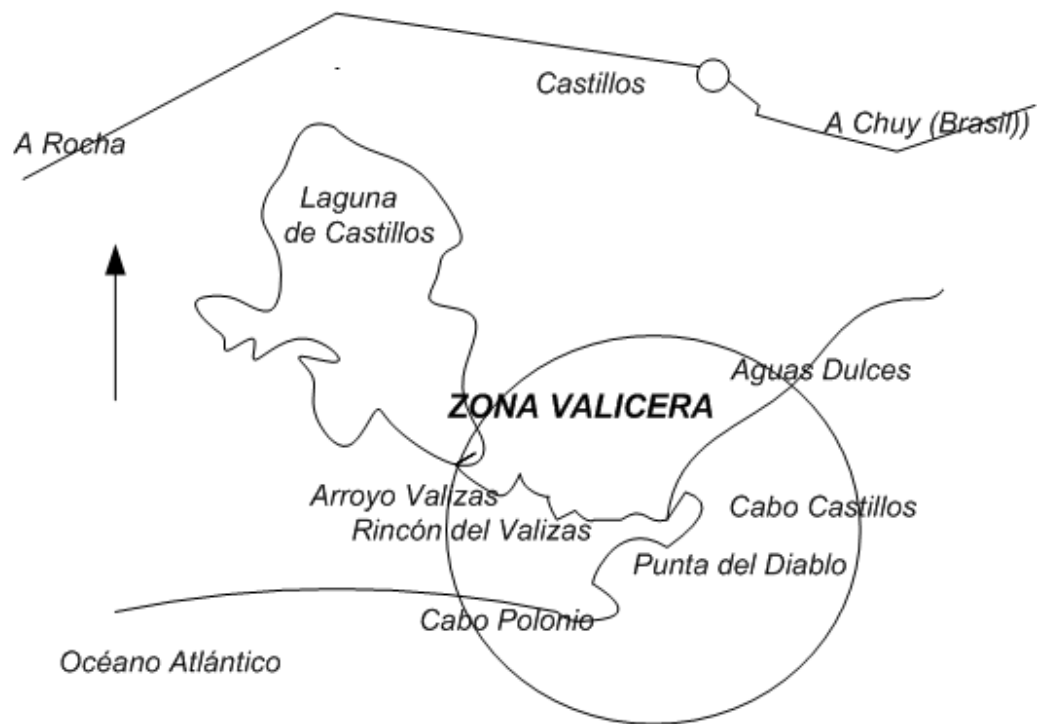 Castillos
A Chuy (Brasil))
A Rocha
Laguna
de Castillos
Aguas Dulces
ZONA VALICERA
Arroyo Valizas
Cabo Castillos
Rincón del Valizas
Punta del Diablo
Cabo Polonio
Océano Atlántico